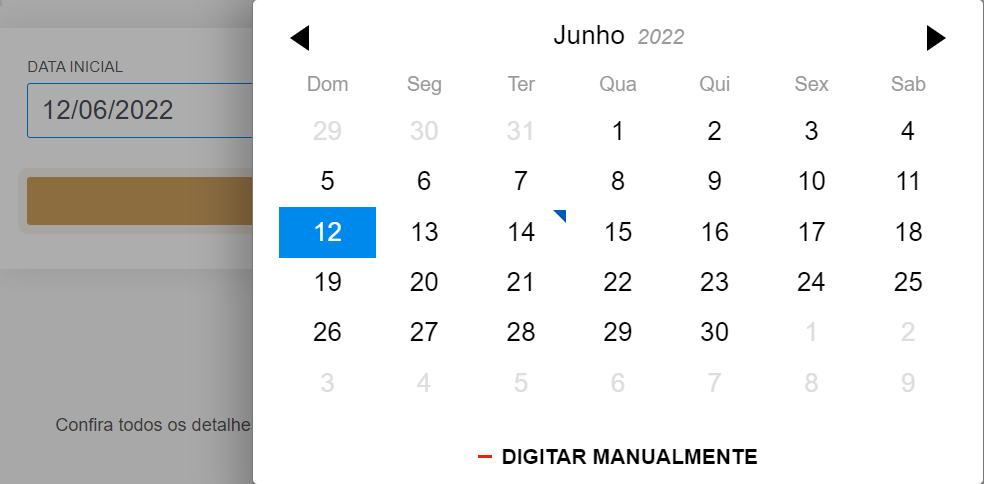 DATA INICIAL
12/06/2022
Confira todos os detalhe
Junho 2022
Dom Seg Ter Qua Qui Sex Sab
29 30 31 1 2 3 4
5 6 7 8 9 10 11
12 13 14 15 16 17 18
19 20 21 22 23 24 25
26 27 28 29 30 1 2
3 4 5 6 7 8 9
DIGITAR MANUALMENTE